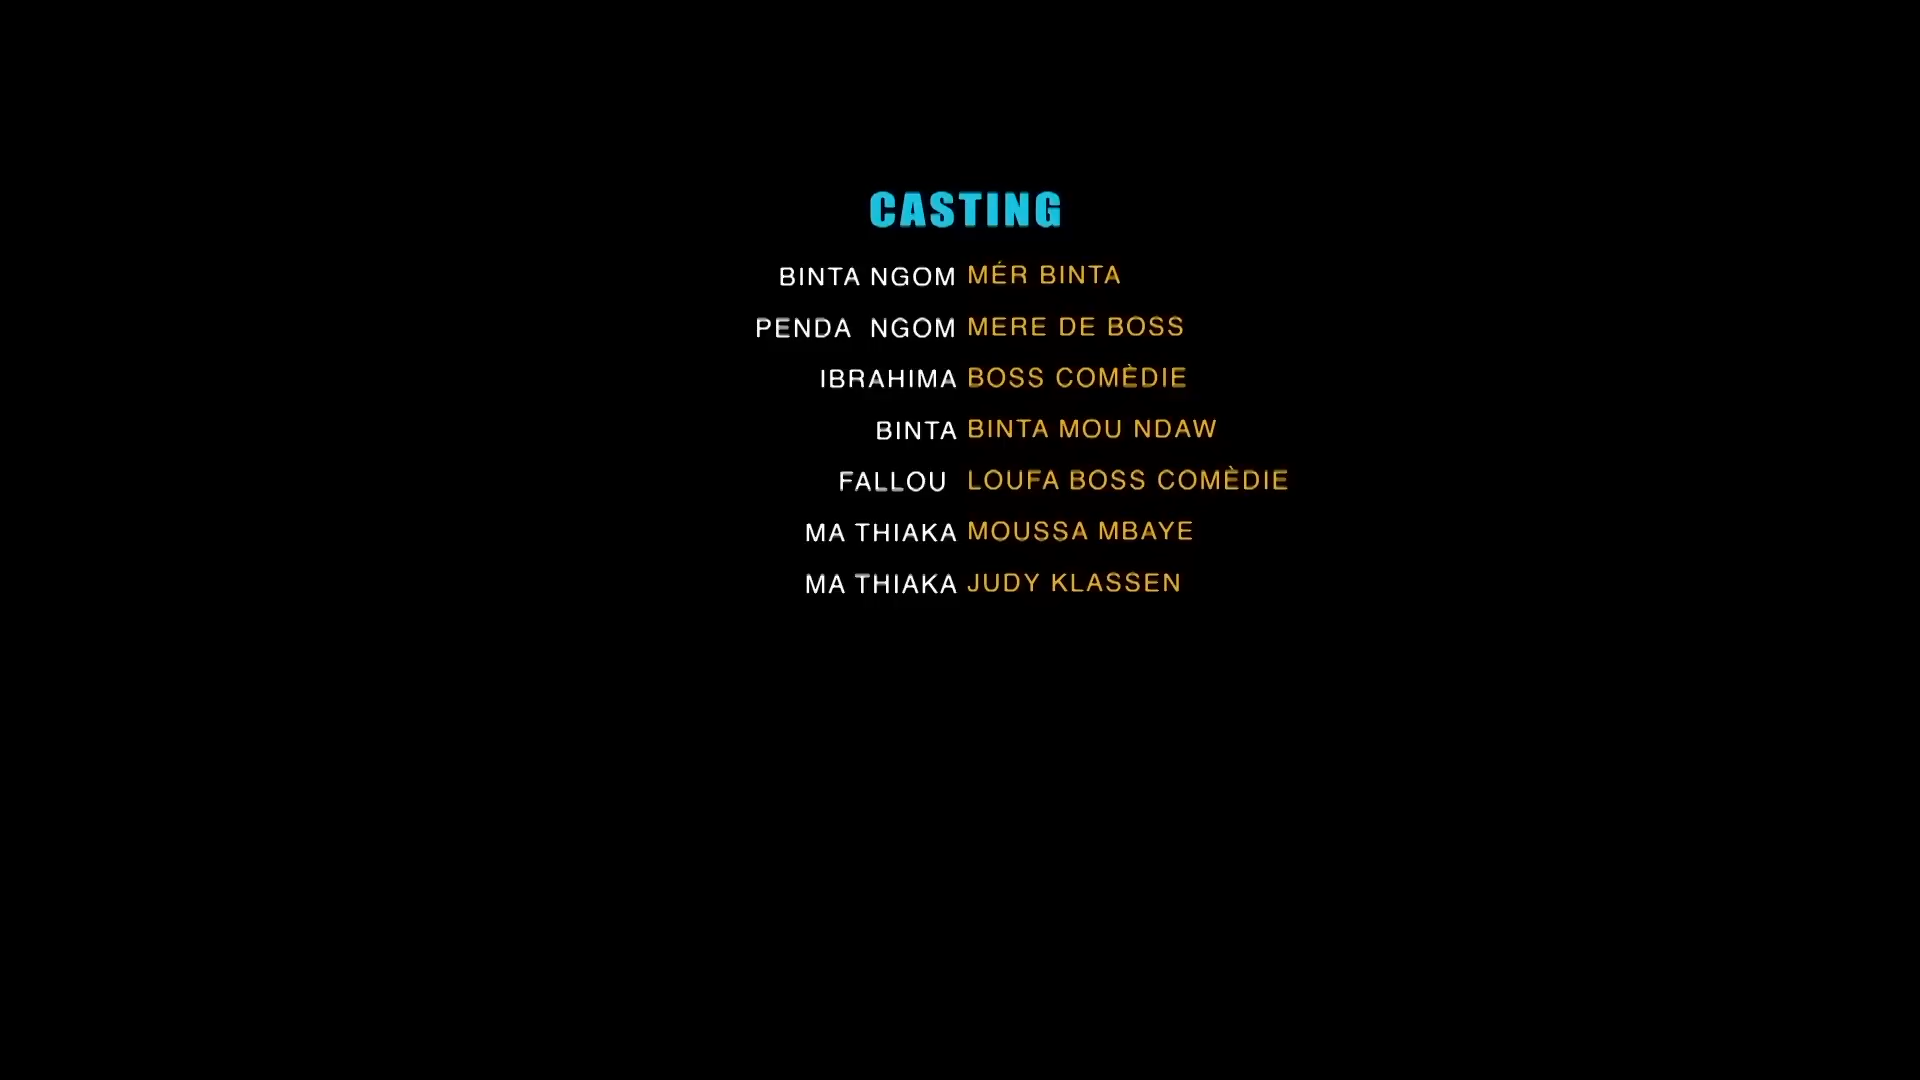 CASTING
BINTA NGOM MÉR BINTA
PENDA NGOM MERE DE BOSS
IBRAHIMA BOSS COMÈDIE
BINTA BINTA MOU NDAW
FALLOU LOUFA BOSS COMÈDIE
MA THIAKA MOUSSA MBAYE
MA THIAKA JUDY KLASSEN